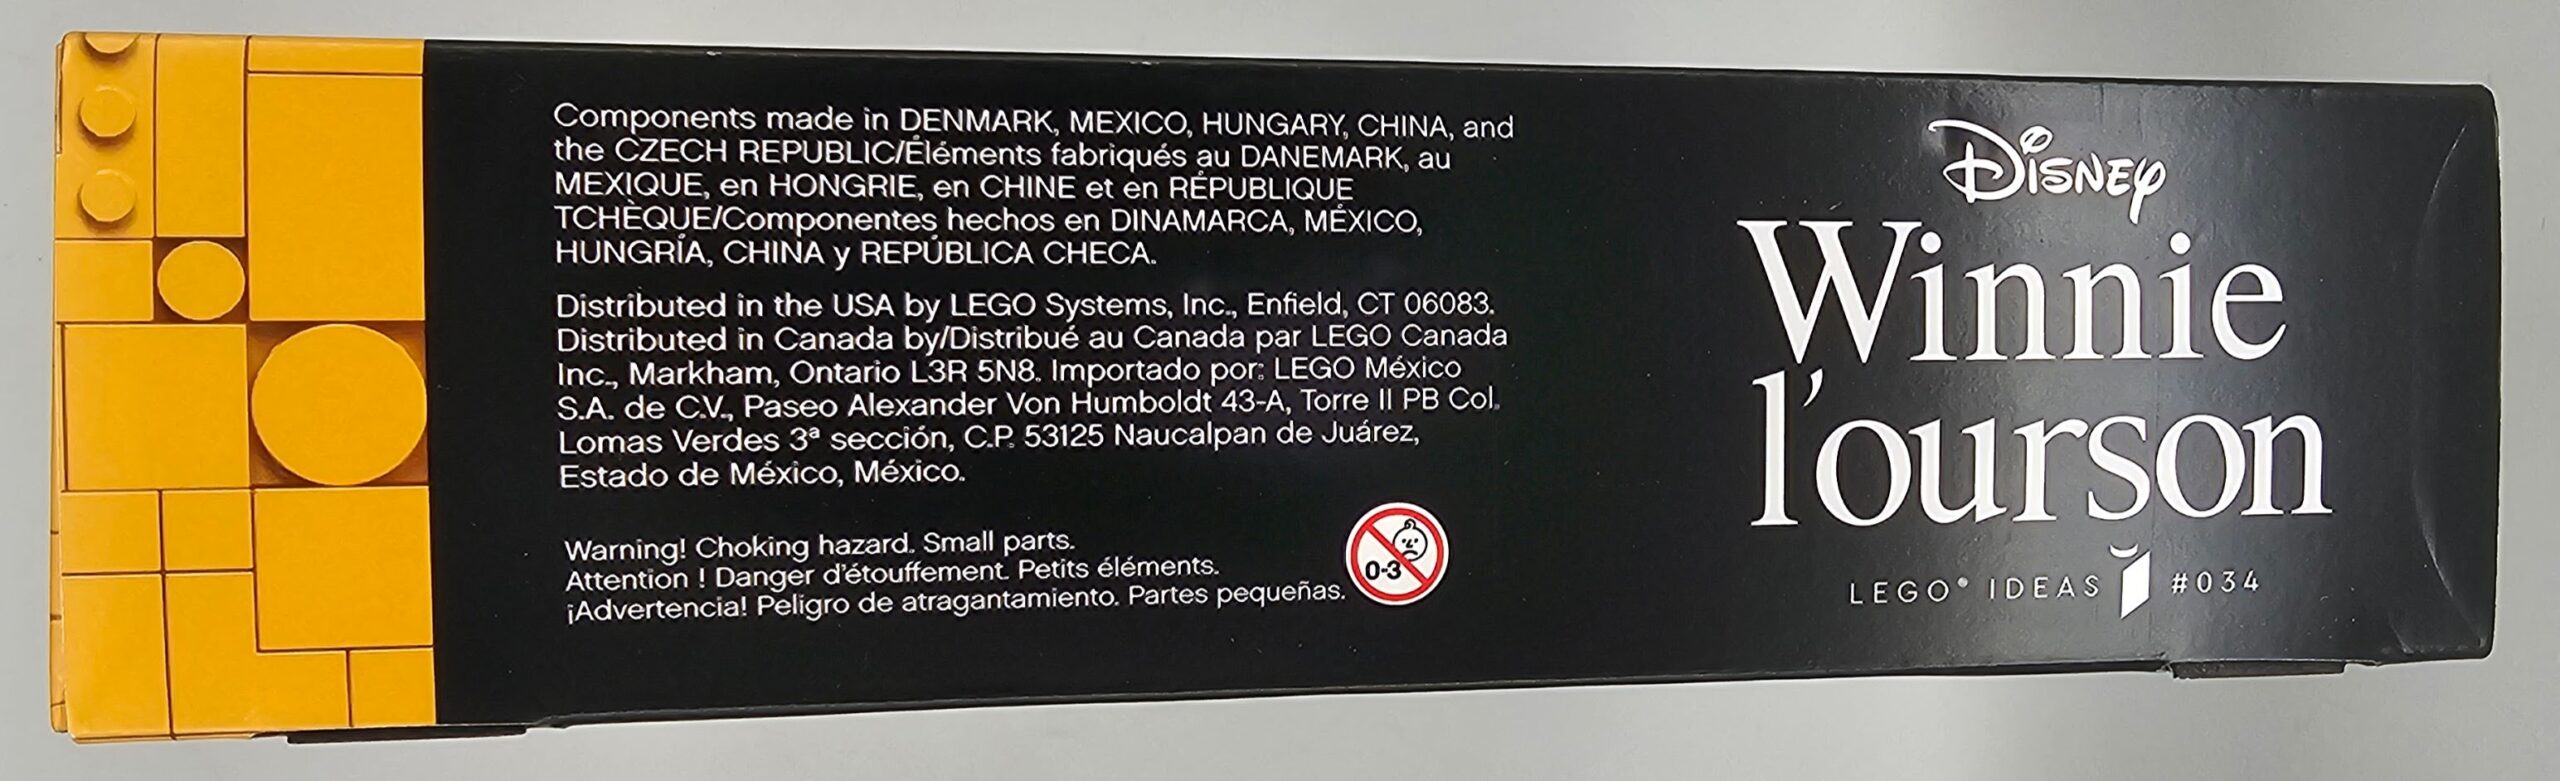 Components made in DENMARK, MEXICO, HUNGARY, CHINA, and
the CZECH REPUBLIC/Éléments fabriqués au DANEMARK, au
MEXIQUE, en HONGRIE, en CHINE et en RÉPUBLIQUE
TCHÈQUE/Componentes hechos en DINAMARCA, MÉXICO,
HUNGRÍA, CHINA y REPÚBLICA CHECA.
Distributed in the USA by LEGO Systems, Inc., Enfield, CT 06083.
Distributed in Canada by/Distribué au Canada par LEGO Canada
Inc., Markham, Ontario L3R 5N8. Importado por: LEGO México
S.A. de C.V., Paseo Alexander Von Humboldt 43-A, Torre II PB Col.
Lomas Verdes 3ª sección, C.P. 53125 Naucalpan de Juárez,
Estado de México, México.
Warning! Choking hazard. Small parts.
Attention ! Danger d'étouffement. Petits éléments.
¡Advertencia! Peligro de atragantamiento. Partes pequeñas.
0-3
Disney
Winnie
l'ourson
LEGO® IDEAS #034